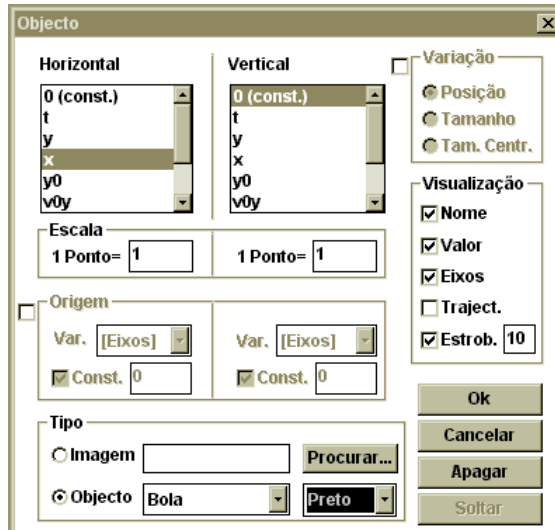 Objecto
Horizontal
0 (const.)
t
y
x
y0
v0y
Vertical
0 (const.)
t
y
x
y0
v0y
Variação
Posição
Tamanho
Tam. Centr.
Visualização
Nome
Valor
Eixos
Traject.
Estrob. 10
Escala
1 Ponto= 1
1 Ponto= 1
Origem
Var. [Eixos]
Const. 0
Var. [Eixos]
Const. 0
Tipo
Imagem Procurar...
Objecto Bola Preto
Ok
Cancelar
Apagar
Soltar